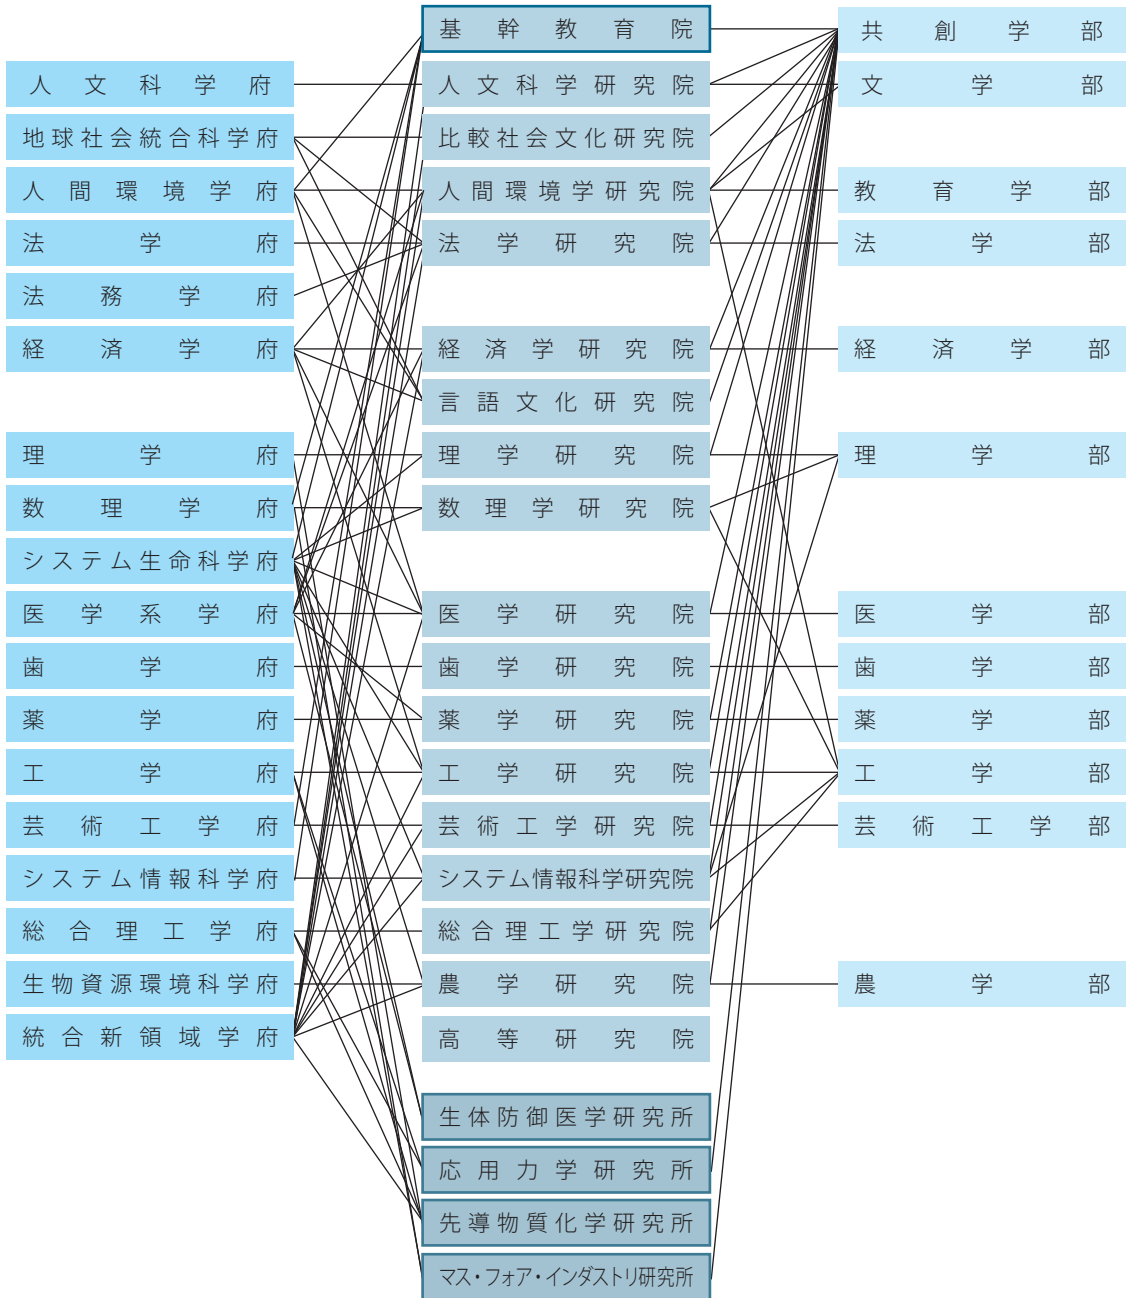 基幹教育院
共創学部
人文科学府
人文科学研究院
文学部
地球社会統合科学府
比較社会文化研究院
人間環境学府
人間環境学研究院
教育学部
法学府
法学研究院
法学部
法務学府
経済学府
経済学研究院
経済学部
言語文化研究院
理学府
理学研究院
理学部
数理学府
数理学研究院
システム生命科学府
医学系学府
医学研究院
医学部
歯学府
歯学研究院
歯学部
薬学府
薬学研究院
薬学部
工学府
工学研究院
工学部
芸術工学府
芸術工学研究院
芸術工学部
システム情報科学府
システム情報科学研究院
総合理工学府
総合理工学研究院
生物資源環境科学府
農学研究院
農学部
統合新領域学府
高等研究院
生体防御医学研究所
応用力学研究所
先導物質化学研究所
マス・フォア・インダストリ研究所